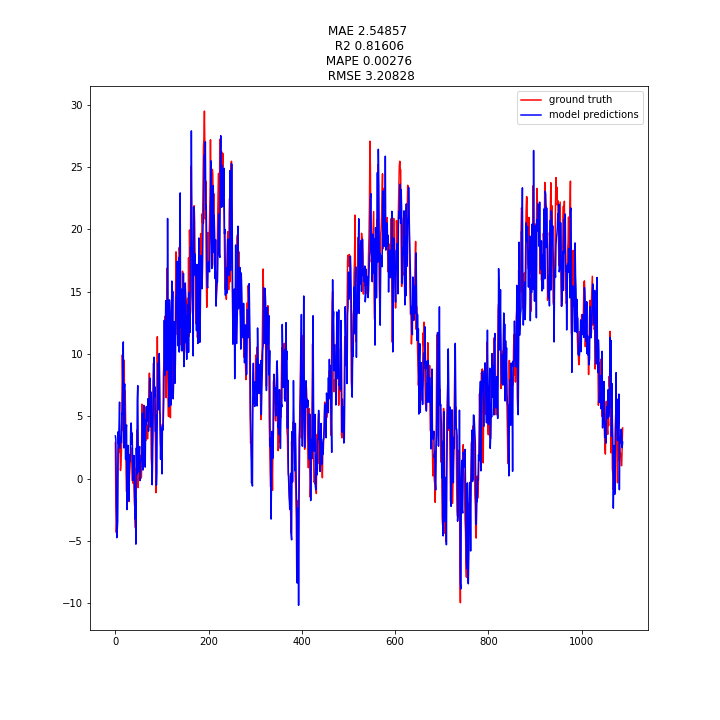 MAE 2.54857
R2 0.81606
MAPE 0.00276
RMSE 3.20828
ground truth
model predictions
30
25
20
15
10
5
0
−5
−10
0 200 400 600 800 1000